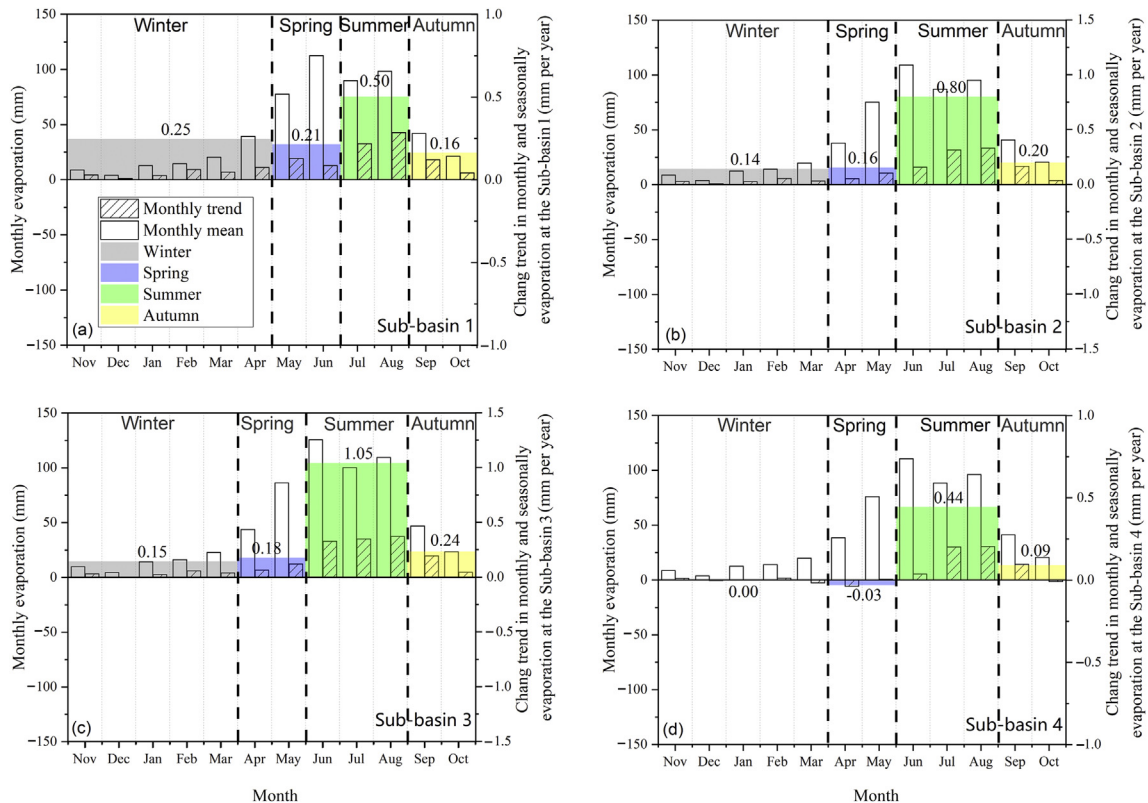 Winter Spring Summer Autumn
150
100
50
0
−50
−100
−150
1.0
0.5
0.0
−0.5
−1.0
Monthly evaporation (mm)
0.25
0.21
0.50
0.16
Monthly trend
Monthly mean
Winter
Spring
Summer
Autumn
(a)
Sub-basin 1
Nov Dec Jan Feb Mar Apr May Jun Jul Aug Sep Oct
Chang trend in monthly and seasonally
evaporation at the Sub-basin 1 (mm per year)
Winter Spring Summer Autumn
150
100
50
0
−50
−100
−150
1.5
1.0
0.5
0.0
−0.5
−1.0
−1.5
Monthly evaporation (mm)
0.14
0.16
0.80
0.20
(b)
Sub-basin 2
Nov Dec Jan Feb Mar Apr May Jun Jul Aug Sep Oct
Chang trend in monthly and seasonally
evaporation at the Sub-basin 2 (mm per year)
Winter Spring Summer Autumn
150
100
50
0
−50
−100
−150
1.5
1.0
0.5
0.0
−0.5
−1.0
−1.5
Monthly evaporation (mm)
0.15
0.18
1.05
0.24
(c)
Sub-basin 3
Nov Dec Jan Feb Mar Apr May Jun Jul Aug Sep Oct
Chang trend in monthly and seasonally
evaporation at the Sub-basin 3 (mm per year)
Winter Spring Summer Autumn
150
100
50
0
−50
−100
−150
1.0
0.5
0.0
−0.5
−1.0
Monthly evaporation (mm)
0.00
-0.03
0.44
0.09
(d)
Sub-basin 4
Nov Dec Jan Feb Mar Apr May Jun Jul Aug Sep Oct
Chang trend in monthly and seasonally
evaporation at the Sub-basin 4 (mm per year)
Month
Month